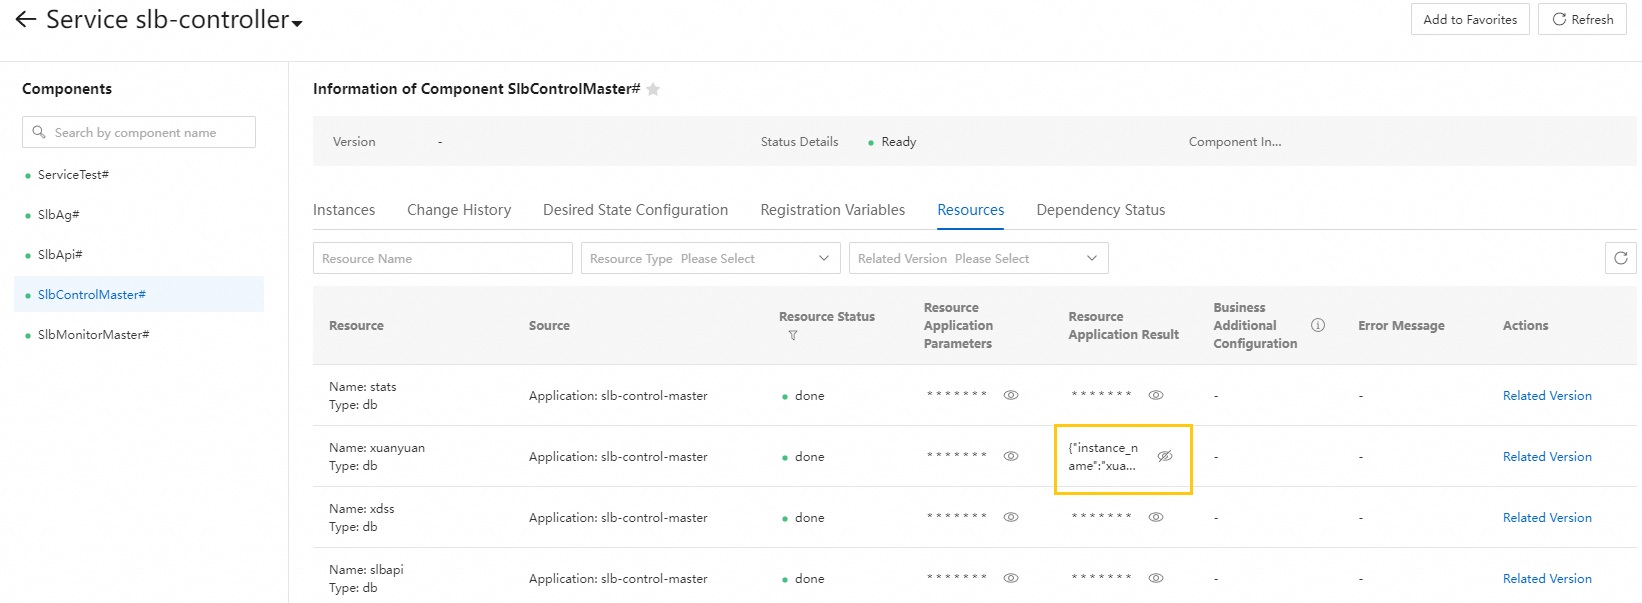 Service slb-controller
Add to Favorites
Refresh
Components
Search by component name
ServiceTest#
SlbAg#
SlbApi#
SlbControlMaster#
SlbMonitorMaster#
Information of Component SlbControlMaster#
Version - Status Details Ready Component In...
Instances Change History Desired State Configuration Registration Variables Resources Dependency Status
Resource Name Resource Type Please Select Related Version Please Select
Resource
Source
Resource Status
Resource
Application
Parameters
Resource
Application Result
Business
Additional
Configuration
Error Message
Actions
Name: stats
Type: db
Application: slb-control-master
done
*******
*******
-
-
Related Version
Name: xuanyuan
Type: db
Application: slb-control-master
done
*******
{"instance_n
ame":"xua...
-
-
Related Version
Name: xdss
Type: db
Application: slb-control-master
done
*******
*******
-
-
Related Version
Name: slbapi
Type: db
Application: slb-control-master
done
*******
*******
-
-
Related Version